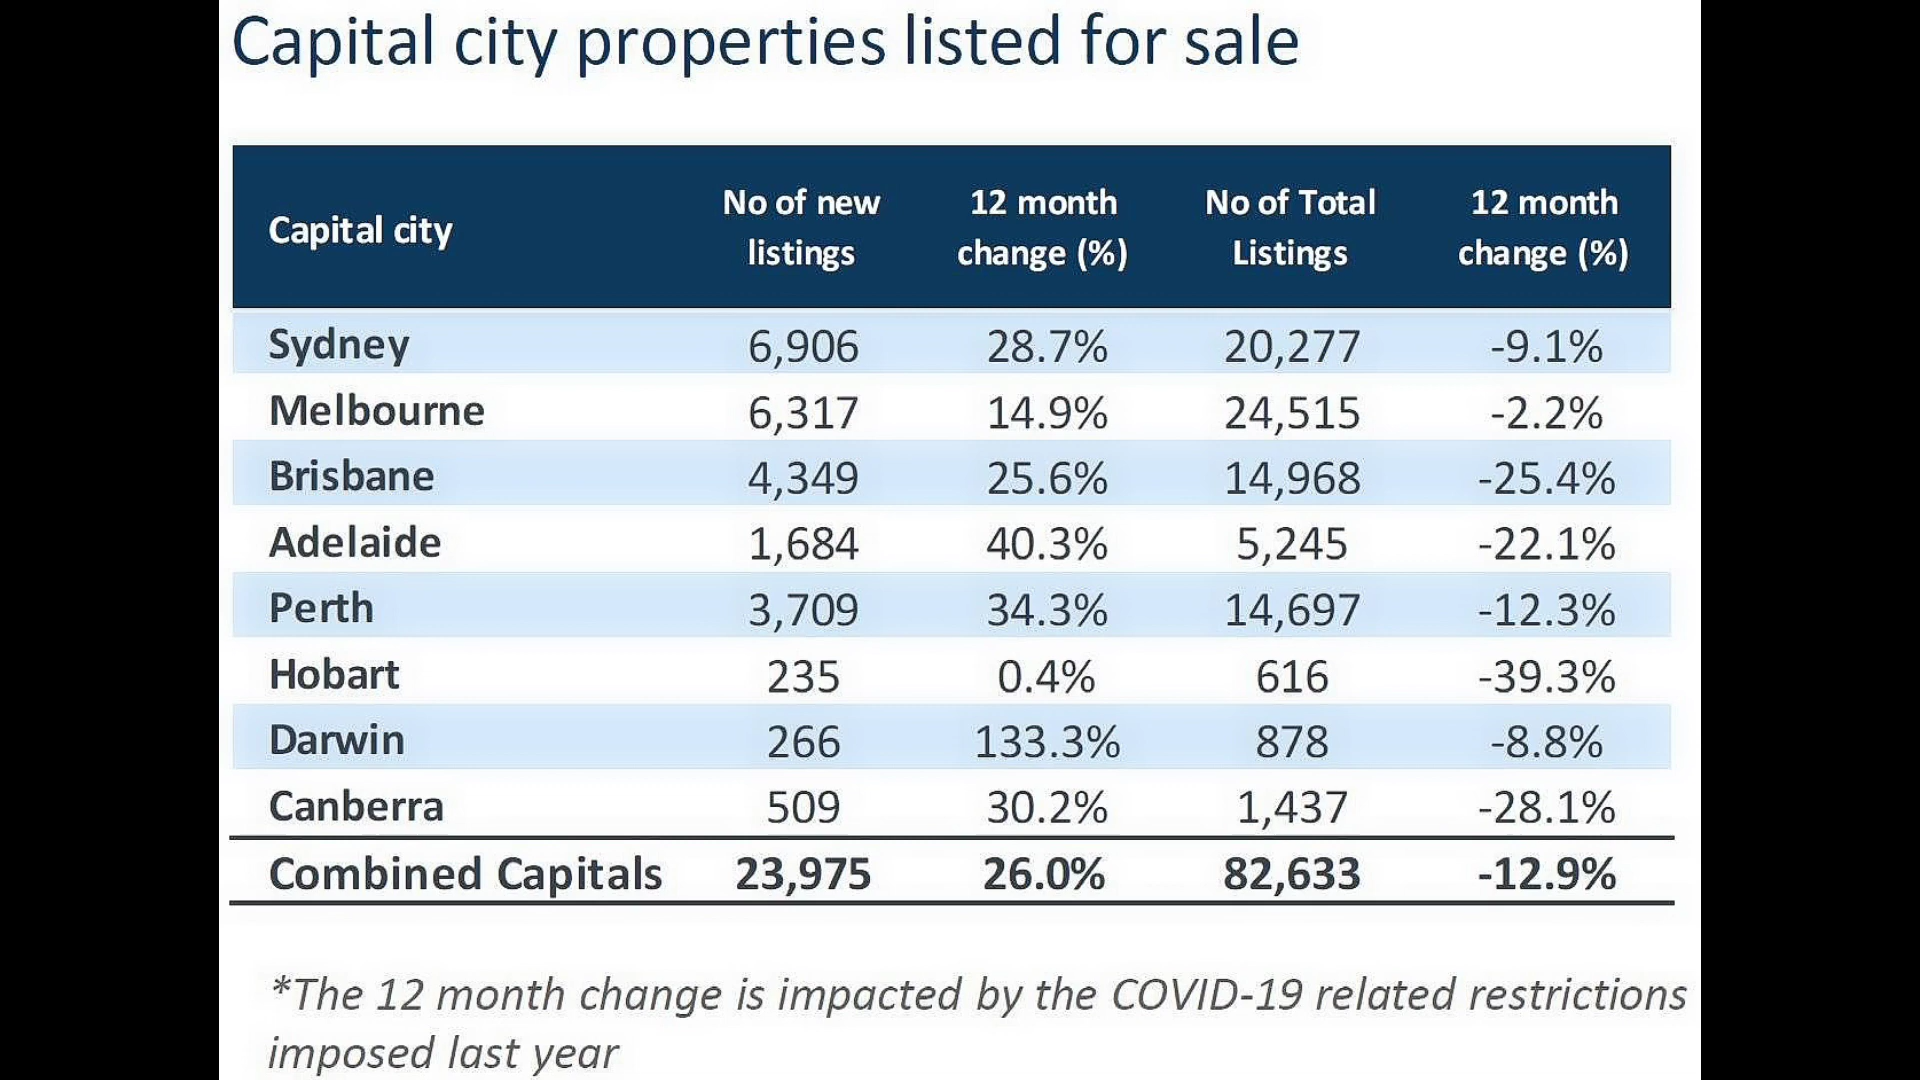 Capital city properties listed for sale
Capital city No of new listings 12 month change (%) No of Total Listings 12 month change (%)
Sydney 6,906 28.7% 20,277 -9.1%
Melbourne 6,317 14.9% 24,515 -2.2%
Brisbane 4,349 25.6% 14,968 -25.4%
Adelaide 1,684 40.3% 5,245 -22.1%
Perth 3,709 34.3% 14,697 -12.3%
Hobart 235 0.4% 616 -39.3%
Darwin 266 133.3% 878 -8.8%
Canberra 509 30.2% 1,437 -28.1%
Combined Capitals 23,975 26.0% 82,633 -12.9%
*The 12 month change is impacted by the COVID-19 related restrictions
imposed last year